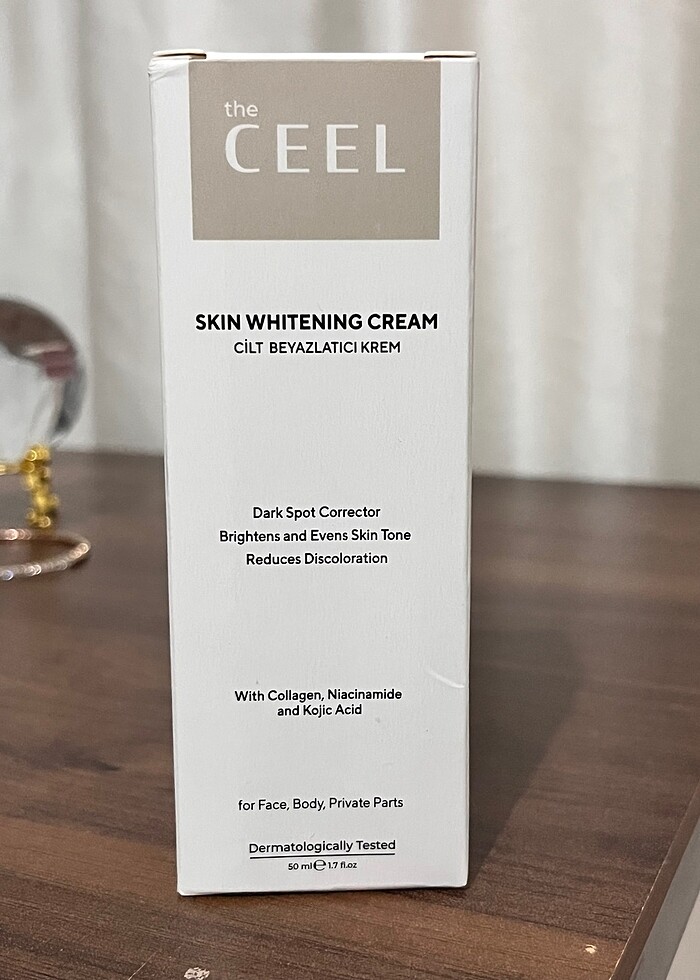 the
CEEL
SKIN WHITENING CREAM
CİLT BEYAZLATICI KREM
Dark Spot Corrector
Brightens and Evens Skin Tone
Reduces Discoloration
With Collagen, Niacinamide
and Kojic Acid
for Face, Body, Private Parts
Dermatologically Tested
50 ml ℮ 1.7 fl.oz